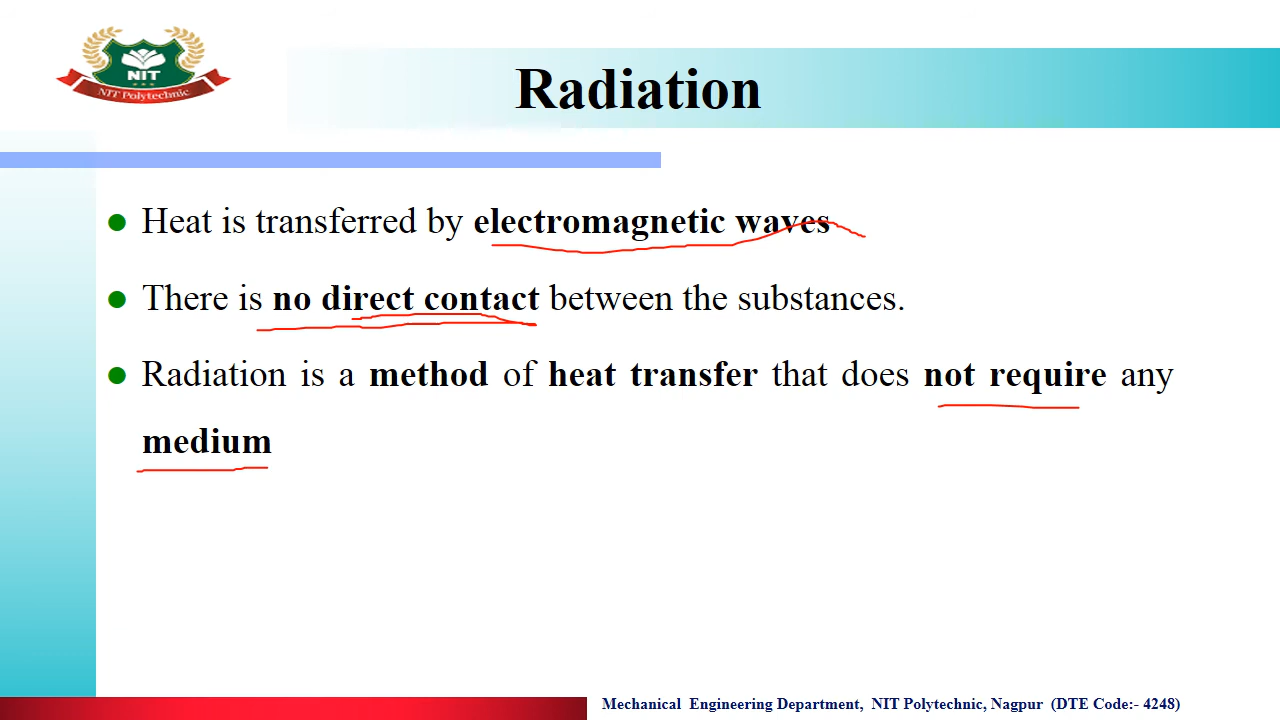 NIT
NIT Polytechnic
Radiation
Heat is transferred by electromagnetic waves
There is no direct contact between the substances.
Radiation is a method of heat transfer that does not require any
medium
Mechanical Engineering Department, NIT Polytechnic, Nagpur (DTE Code:- 4248)